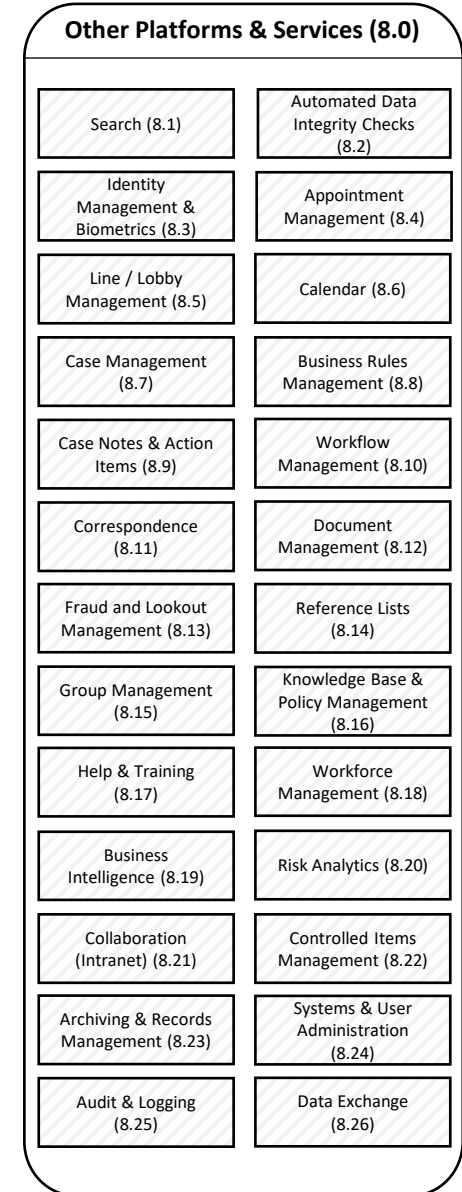 Other Platforms & Services (8.0)
Search (8.1)
Automated Data
Integrity Checks
(8.2)
Identity
Management &
Biometrics (8.3)
Appointment
Management (8.4)
Line / Lobby
Management (8.5)
Calendar (8.6)
Case Management
(8.7)
Business Rules
Management (8.8)
Case Notes & Action
Items (8.9)
Workflow
Management (8.10)
Correspondence
(8.11)
Document
Management (8.12)
Fraud and Lookout
Management (8.13)
Reference Lists
(8.14)
Group Management
(8.15)
Knowledge Base &
Policy Management
(8.16)
Help & Training
(8.17)
Workforce
Management (8.18)
Business
Intelligence (8.19)
Risk Analytics (8.20)
Collaboration
(Intranet) (8.21)
Controlled Items
Management (8.22)
Archiving & Records
Management (8.23)
Systems & User
Administration
(8.24)
Audit & Logging
(8.25)
Data Exchange
(8.26)